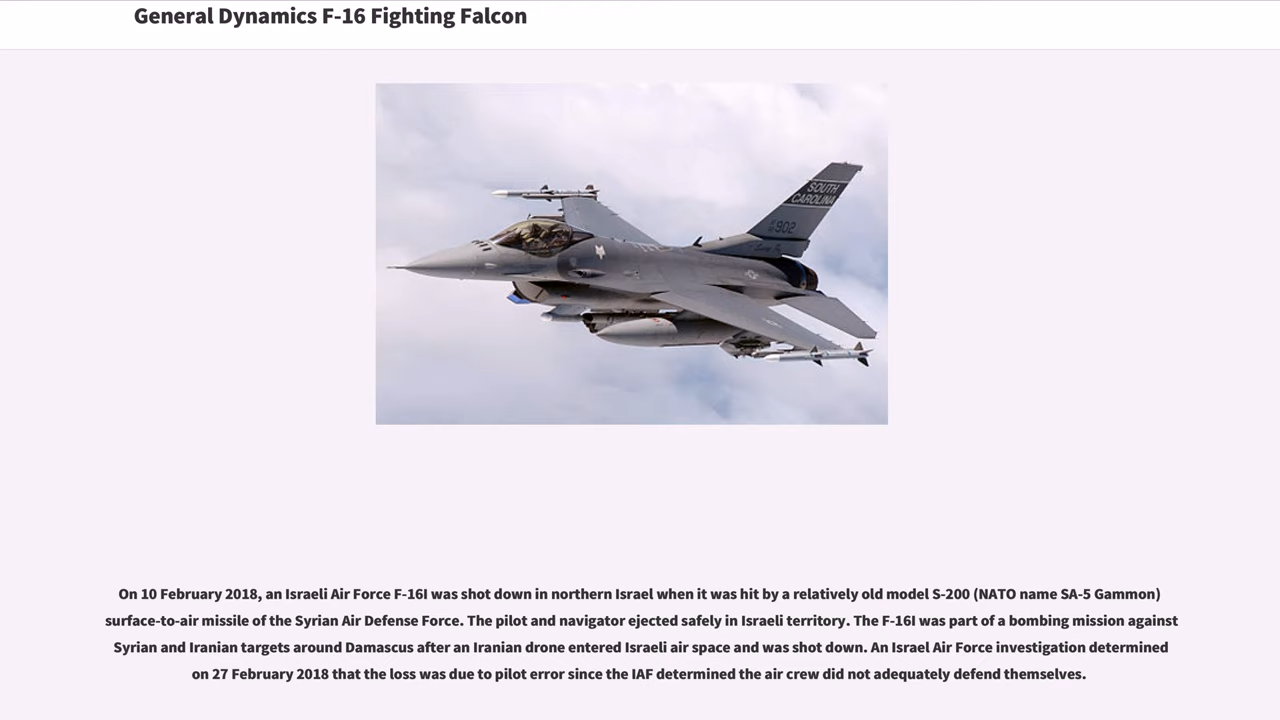 General Dynamics F-16 Fighting Falcon
SOUTH
CAROLINA
902
On 10 February 2018, an Israeli Air Force F-16I was shot down in northern Israel when it was hit by a relatively old model S-200 (NATO name SA-5 Gammon)
surface-to-air missile of the Syrian Air Defense Force. The pilot and navigator ejected safely in Israeli territory. The F-16I was part of a bombing mission against
Syrian and Iranian targets around Damascus after an Iranian drone entered Israeli air space and was shot down. An Israel Air Force investigation determined
on 27 February 2018 that the loss was due to pilot error since the IAF determined the air crew did not adequately defend themselves.